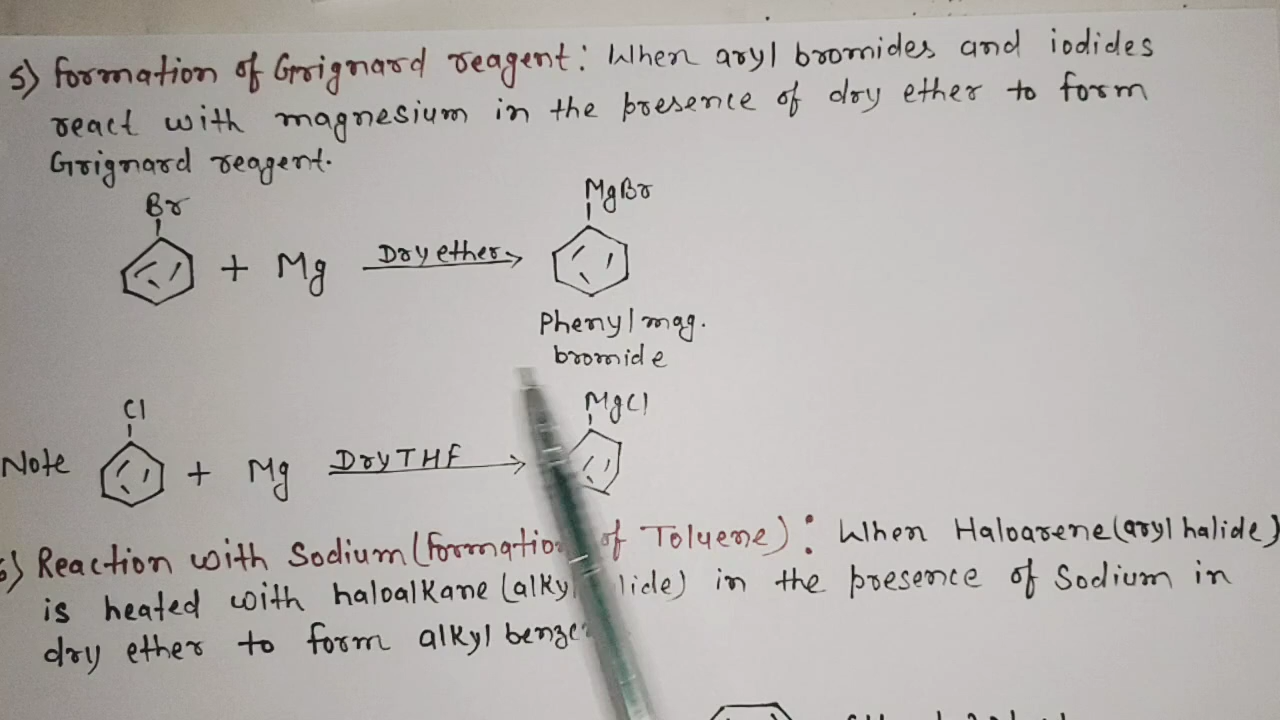 5) Formation of Grignard reagent: When aryl bromides and iodides
react with magnesium in the presence of dry ether to form
Grignard reagent.
Br
MgBr
+ Mg Dry ether
Phenyl mag.
bromide
Cl
MgCl
Note + Mg Dry THF
6) Reaction with Sodium (Formation of Toluene): When Haloarene (aryl halide)
is heated with haloalkane (alkyl lide) in the presence of Sodium in
dry ether to form alkyl benze